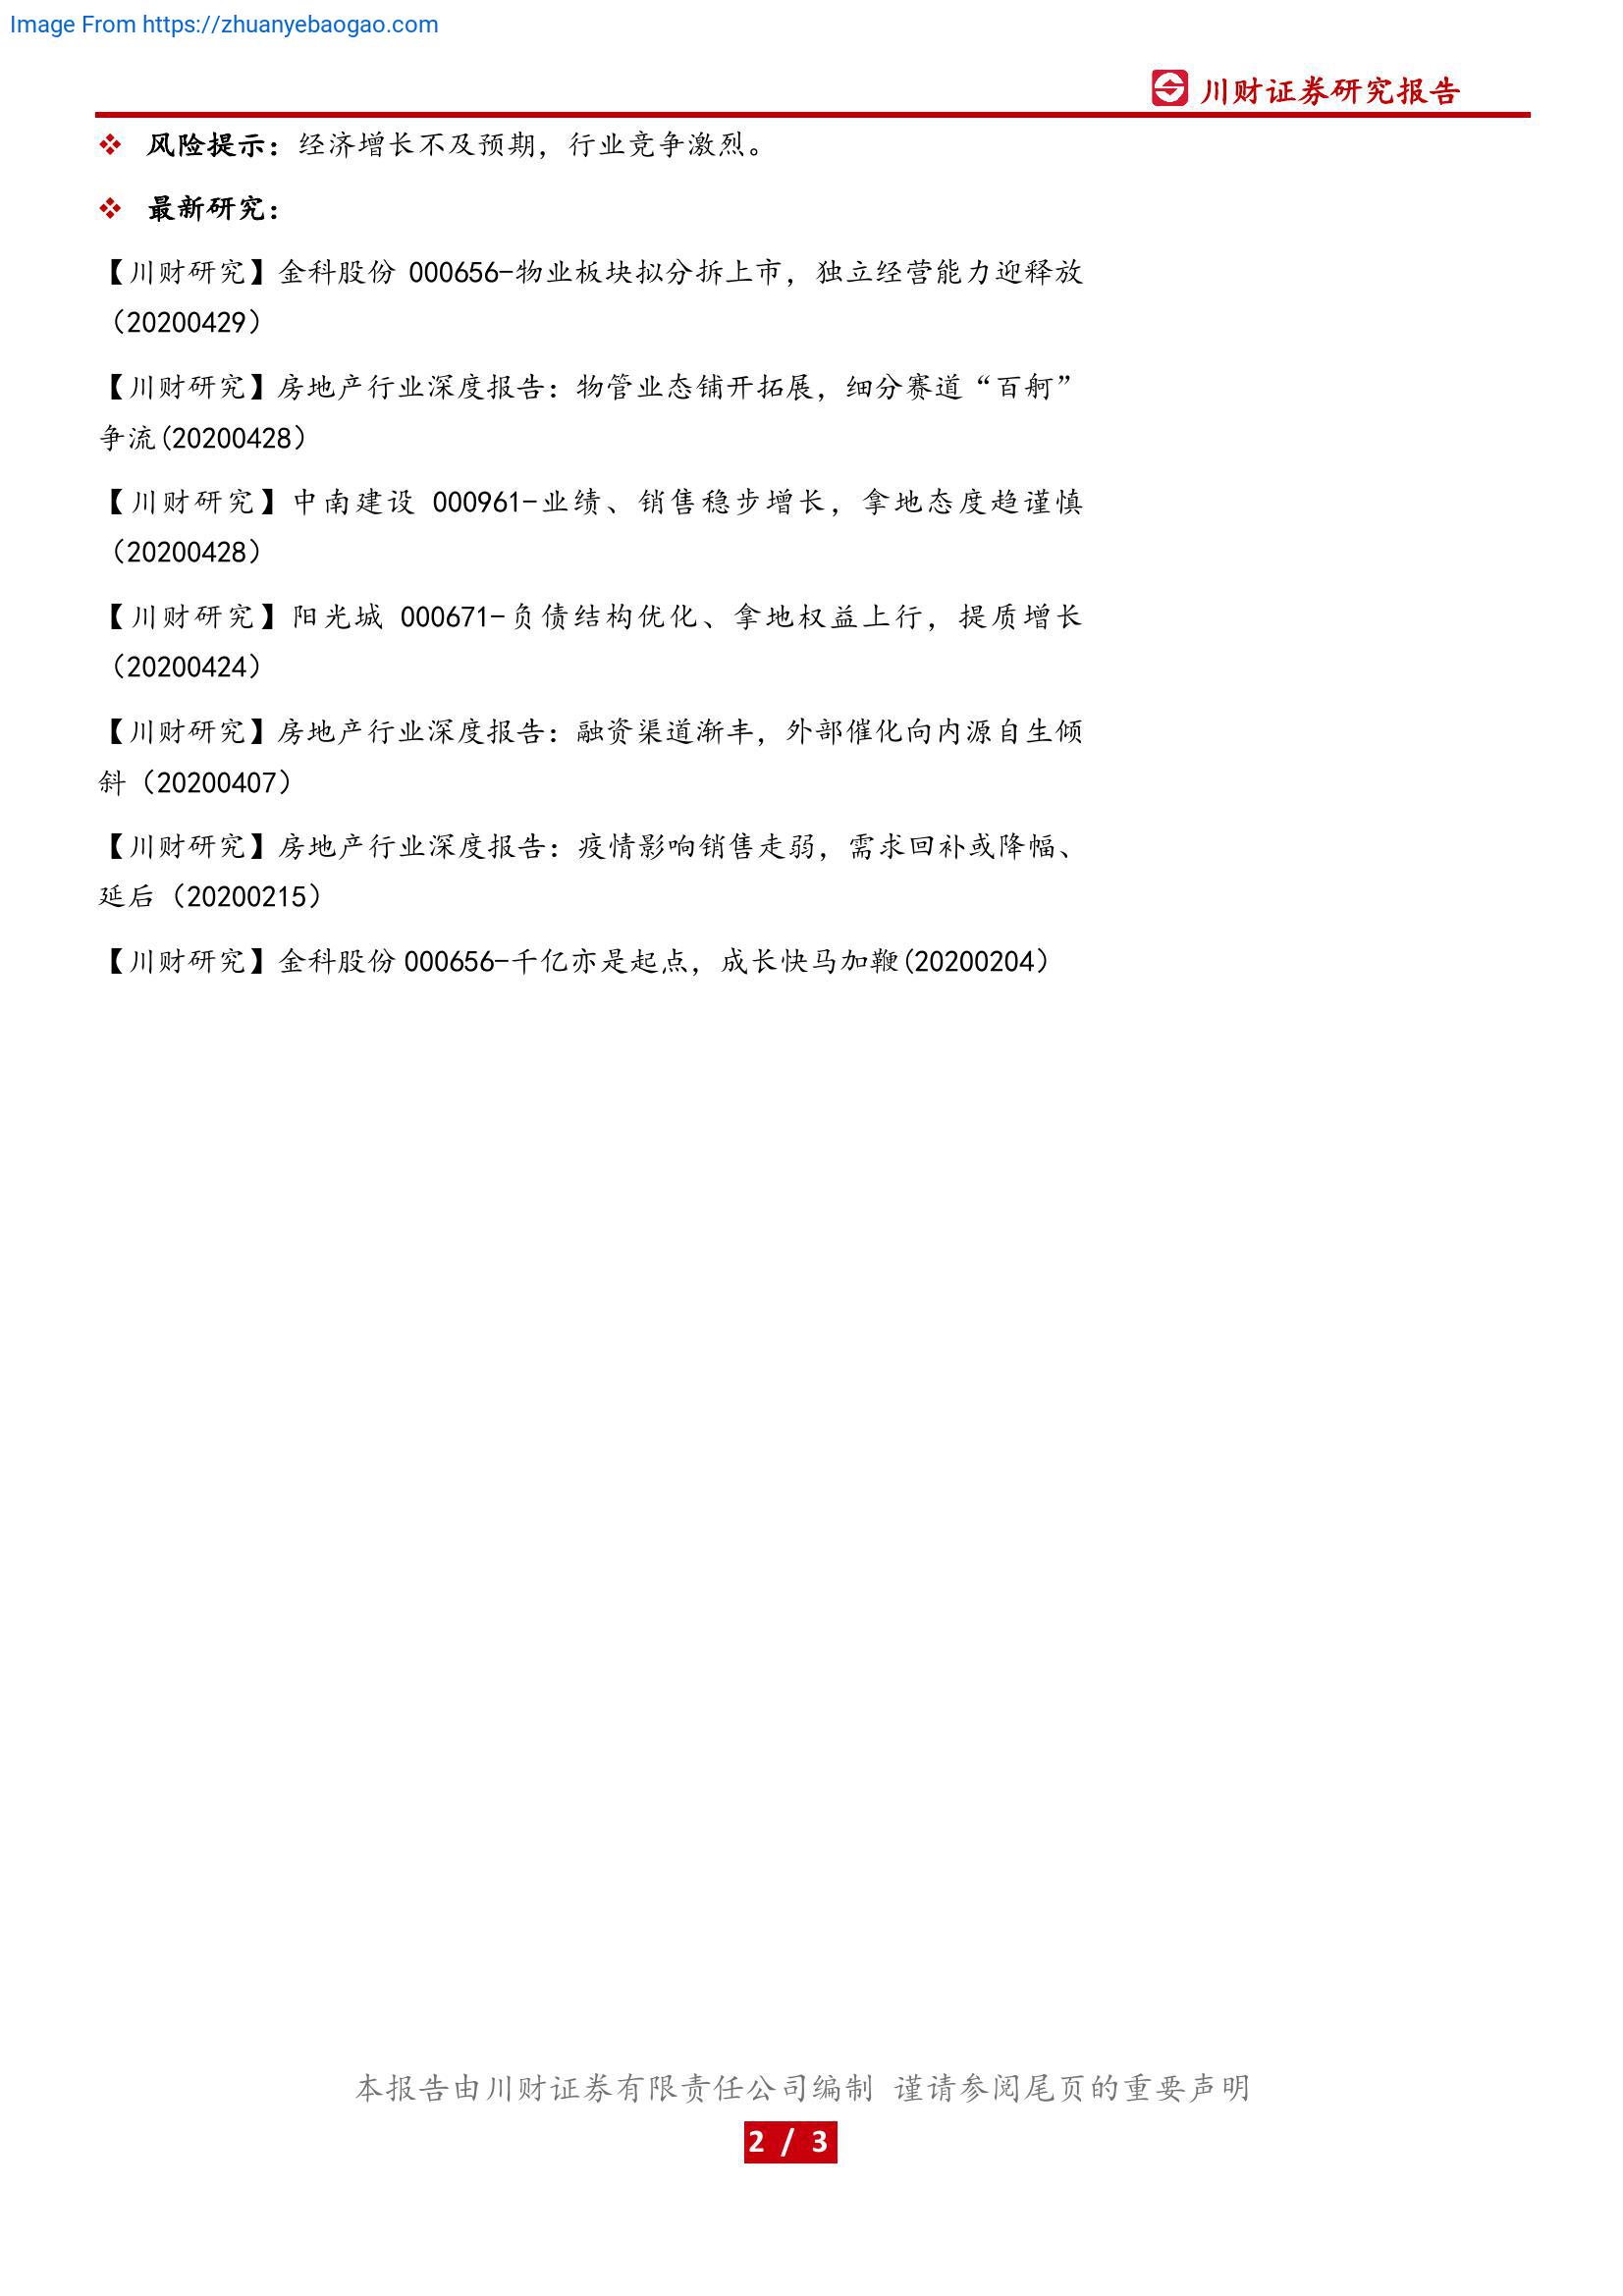 Image From https://zhuanyebaogao.com
川财证券研究报告
❖ 风险提示：经济增长不及预期，行业竞争激烈。
❖ 最新研究：
【川财研究】金科股份 000656-物业板块拟分拆上市，独立经营能力迎释放
（20200429）
【川财研究】房地产行业深度报告：物管业态铺开拓展，细分赛道“百舸”
争流(20200428）
【川财研究】中南建设 000961-业绩、销售稳步增长，拿地态度趋谨慎
（20200428）
【川财研究】阳光城 000671-负债结构优化、拿地权益上行，提质增长
（20200424）
【川财研究】房地产行业深度报告：融资渠道渐丰，外部催化向内源自生倾
斜（20200407）
【川财研究】房地产行业深度报告：疫情影响销售走弱，需求回补或降幅、
延后（20200215）
【川财研究】金科股份 000656-千亿亦是起点，成长快马加鞭(20200204）
本报告由川财证券有限责任公司编制 谨请参阅尾页的重要声明
2 / 3